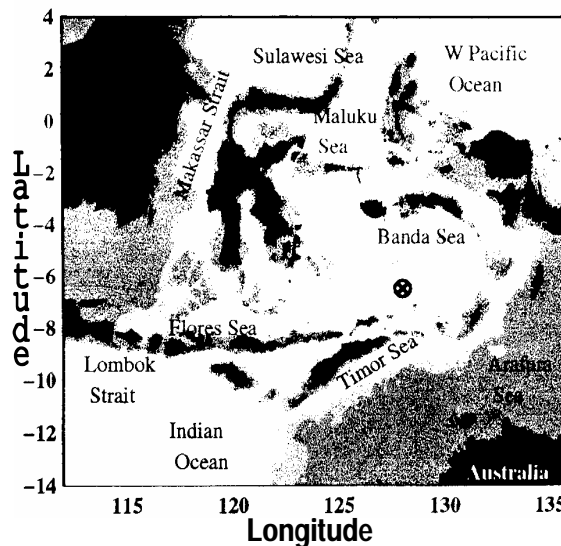 4
2
0
-2
-4
-6
-8
-10
-12
-14
Latitude
Sulawesi Sea
W Pacific
Ocean
Makassar Strait
Maluku
Sea
Banda Sea
Flores Sea
Timor Sea
Lombok
Strait
Arafura
Sea
Indian
Ocean
Australia
115
120
125
130
135
Longitude